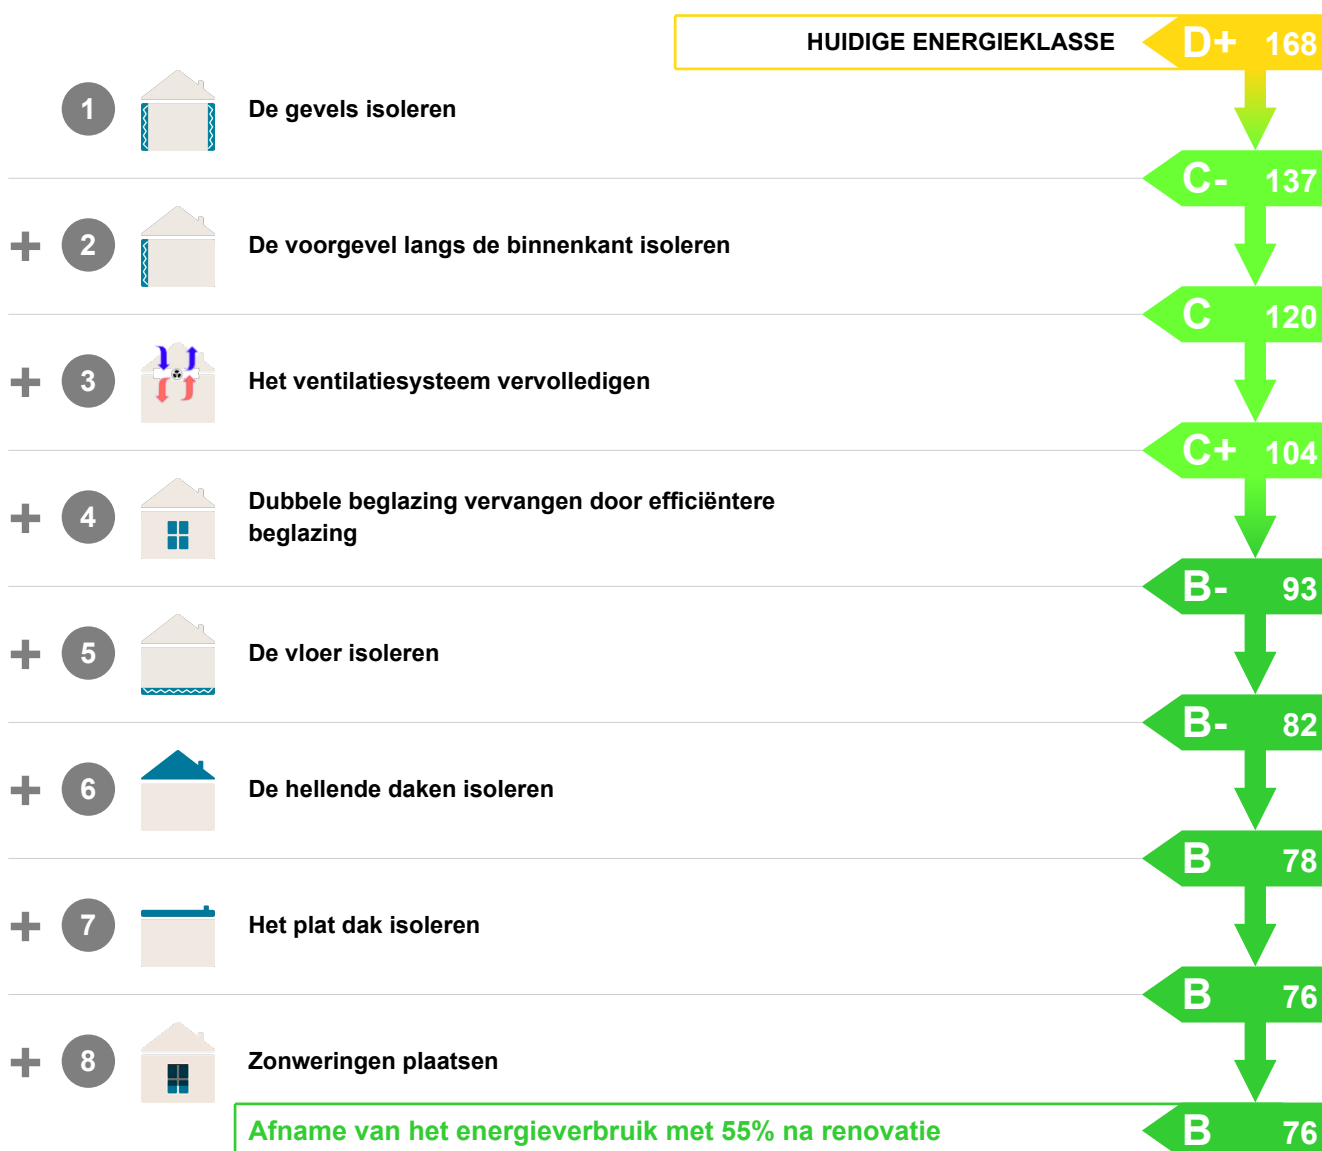 HUIDIGE ENERGIEKLASSE D+ 168
1 De gevels isoleren
C- 137
+ 2 De voorgevel langs de binnenkant isoleren
C 120
+ 3 Het ventilatiesysteem vervolledigen
C+ 104
+ 4 Dubbele beglazing vervangen door efficiëntere
beglazing
B- 93
+ 5 De vloer isoleren
B- 82
+ 6 De hellende daken isoleren
B 78
+ 7 Het plat dak isoleren
B 76
+ 8 Zonweringen plaatsen
Afname van het energieverbruik met 55% na renovatie B 76